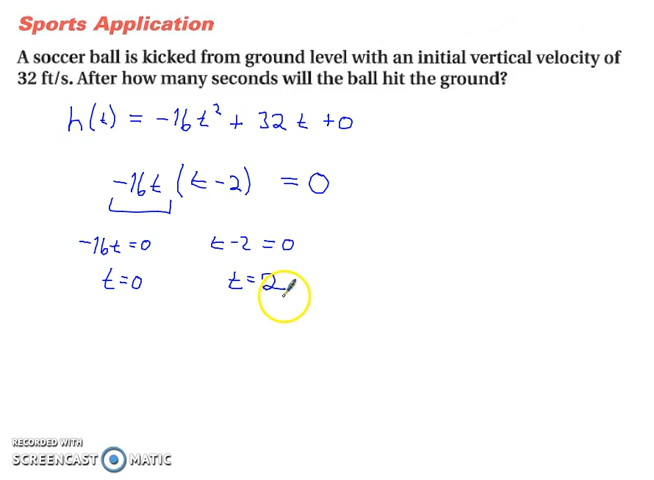 Sports Application
A soccer ball is kicked from ground level with an initial vertical velocity of
32 ft/s. After how many seconds will the ball hit the ground?
h(t) = -16t² + 32t + 0
-16t (t - 2) = 0
-16t = 0 t - 2 = 0
t = 0 t = 2
RECORDED WITH
SCREENCAST MATIC